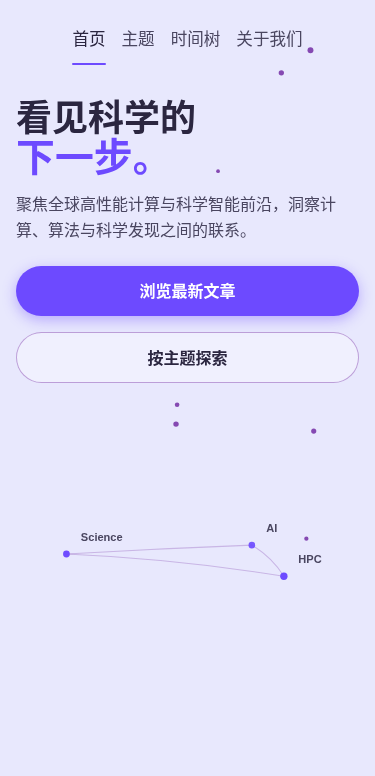 首页 主题 时间树 关于我们
看见科学的
下一步。
聚焦全球高性能计算与科学智能前沿，洞察计
算、算法与科学发现之间的联系。
浏览最新文章
按主题探索
AI
Science
HPC